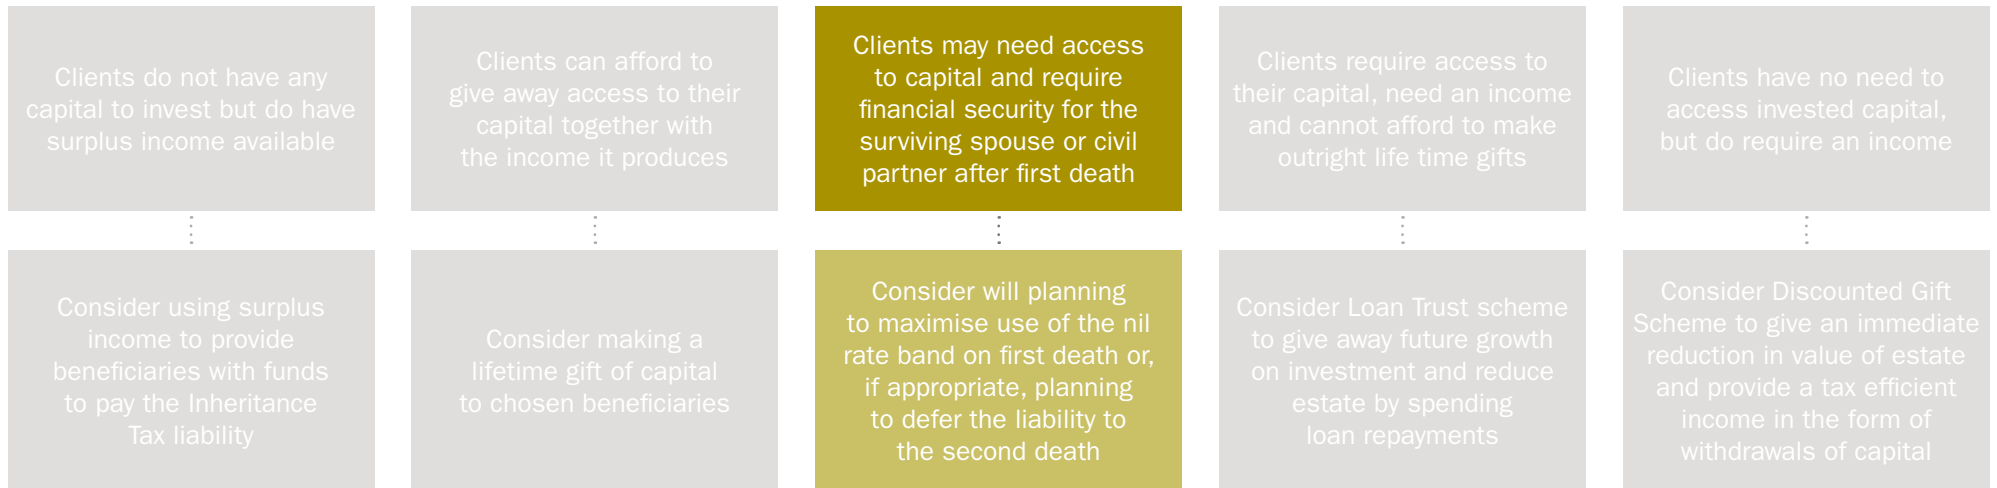 Clients do not have any
capital to invest but do have
surplus income available
Consider using surplus
income to provide
beneficiaries with funds
to pay the Inheritance
Tax liability
Clients can afford to
give away access to their
capital together with
the income it produces
Consider making a
lifetime gift of capital
to chosen beneficiaries
Clients may need access
to capital and require
financial security for the
surviving spouse or civil
partner after first death
Consider will planning
to maximise use of the nil
rate band on first death or,
if appropriate, planning
to defer the liability to
the second death
Clients require access to
their capital, need an income
and cannot afford to make
outright life time gifts
Consider Loan Trust scheme
to give away future growth
on investment and reduce
estate by spending
loan repayments
Clients have no need to
access invested capital,
but do require an income
Consider Discounted Gift
Scheme to give an immediate
reduction in value of estate
and provide a tax efficient
income in the form of
withdrawals of capital